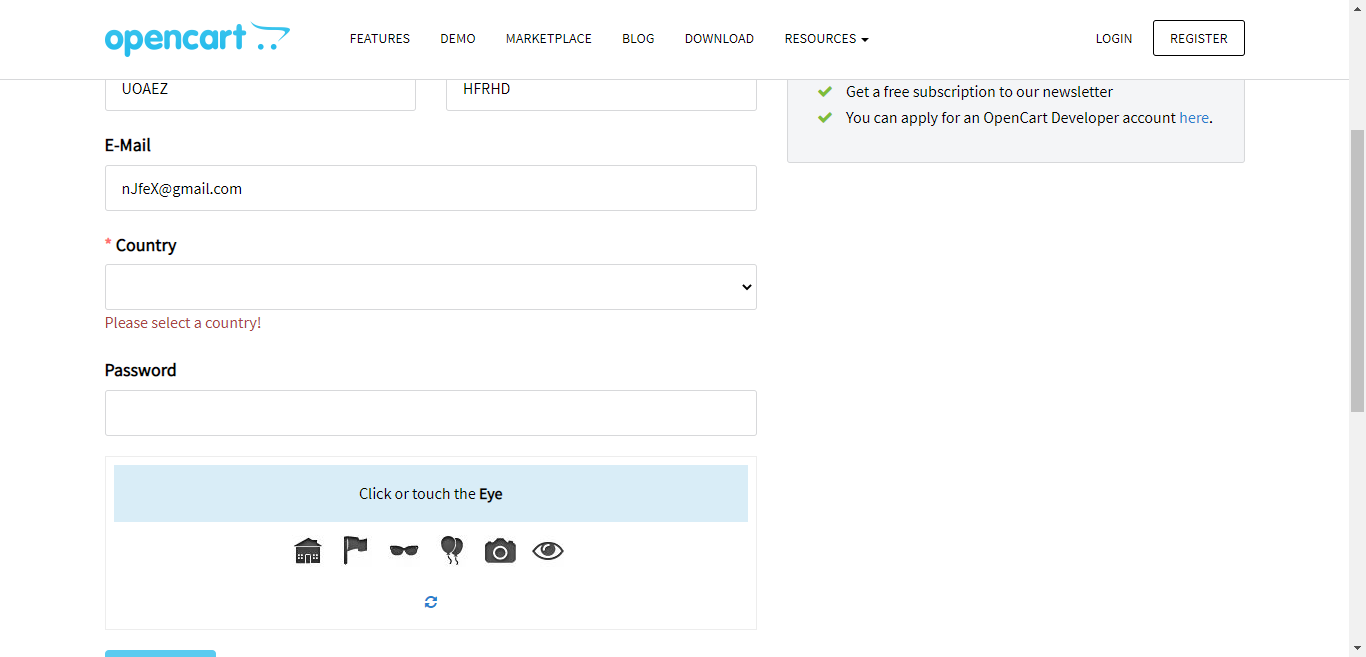 opencart
FEATURES DEMO MARKETPLACE BLOG DOWNLOAD RESOURCES LOGIN REGISTER
UOAEZ HFRHD
Get a free subscription to our newsletter
You can apply for an OpenCart Developer account here.
E-Mail
nJfeX@gmail.com
* Country
Please select a country!
Password
Click or touch the Eye